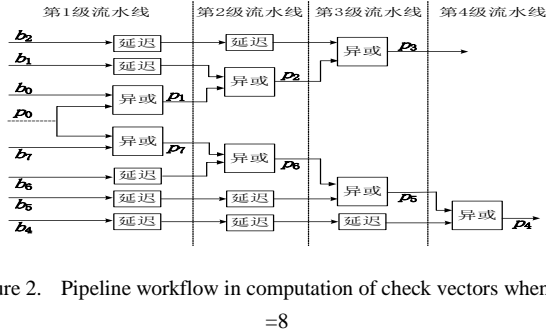 第1级流水线 第2级流水线 第3级流水线 第4级流水线
b2 延迟 延迟 异或 p3
b1 延迟 异或 p2
b0 异或 p1
p0
b7 异或 p7 异或 p6
b6 延迟
b5 延迟 延迟 异或 p5
b4 延迟 延迟 延迟 异或 p4
ure 2. Pipeline workflow in computation of check vectors when
=8